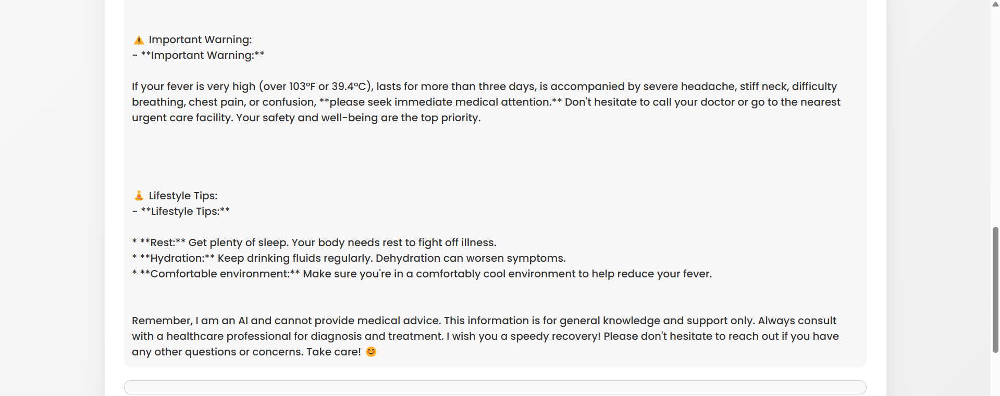 ⚠️ Important Warning:
- **Important Warning:**
If your fever is very high (over 103°F or 39.4°C), lasts for more than three days, is accompanied by severe headache, stiff neck, difficulty
breathing, chest pain, or confusion, **please seek immediate medical attention.** Don't hesitate to call your doctor or go to the nearest
urgent care facility. Your safety and well-being are the top priority.
🧘 Lifestyle Tips:
- **Lifestyle Tips:**
* **Rest:** Get plenty of sleep. Your body needs rest to fight off illness.
* **Hydration:** Keep drinking fluids regularly. Dehydration can worsen symptoms.
* **Comfortable environment:** Make sure you're in a comfortably cool environment to help reduce your fever.
Remember, I am an AI and cannot provide medical advice. This information is for general knowledge and support only. Always consult
with a healthcare professional for diagnosis and treatment. I wish you a speedy recovery! Please don't hesitate to reach out if you have
any other questions or concerns. Take care! 😊